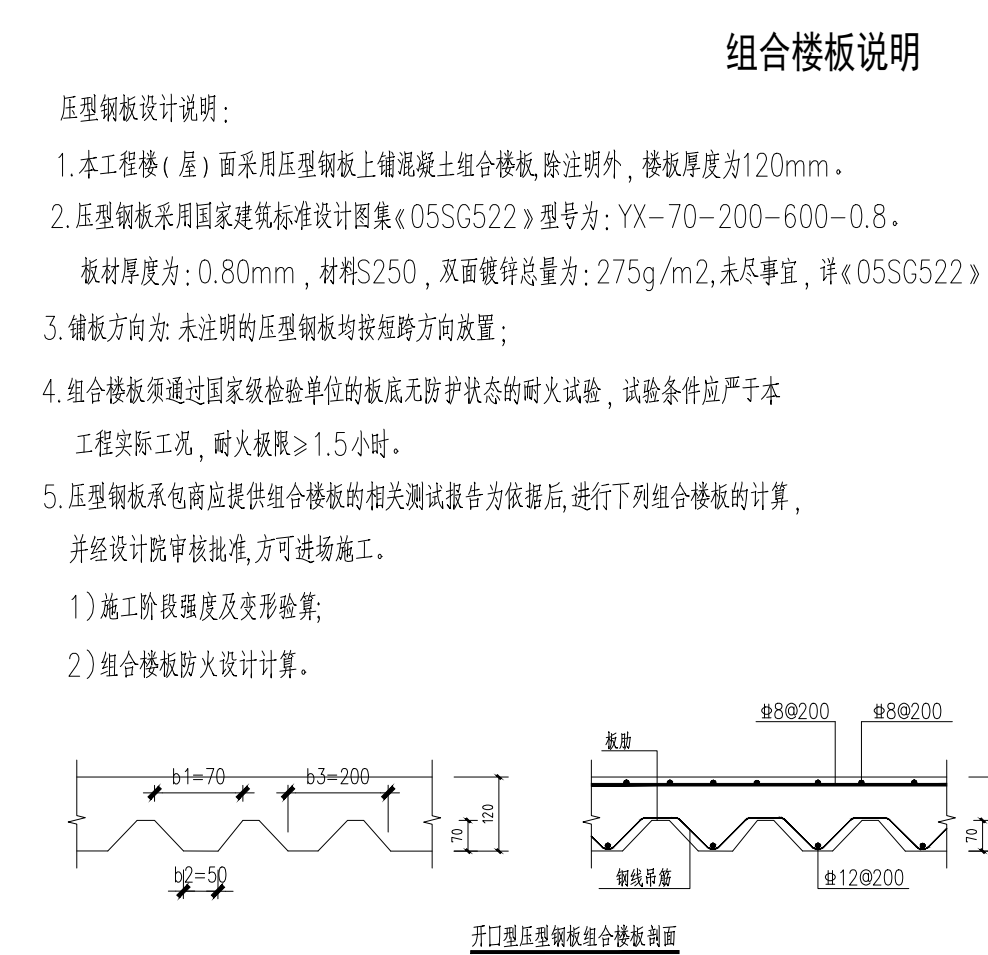 组合楼板说明
压型钢板设计说明：
1.本工程楼（屋）面采用压型钢板上铺混凝土组合楼板,除注明外，楼板厚度为120mm。
2.压型钢板采用国家建筑标准设计图集《05SG522》型号为：YX-70-200-600-0.8。
板材厚度为：0.80mm，材料S250，双面镀锌总量为：275g/m2,未尽事宜，详《05SG522》
3.铺板方向为:未注明的压型钢板均按短跨方向放置；
4.组合楼板须通过国家级检验单位的板底无防护状态的耐火试验，试验条件应严于本
工程实际工况，耐火极限≥1.5小时。
5.压型钢板承包商应提供组合楼板的相关测试报告为依据后,进行下列组合楼板的计算，
并经设计院审核批准,方可进场施工。
1)施工阶段强度及变形验算;
2)组合楼板防火设计计算。
b1=70
b3=200
b2=50
70
120
板肋
Φ8@200
Φ8@200
钢线吊筋
Φ12@200
70
开口型压型钢板组合楼板剖面